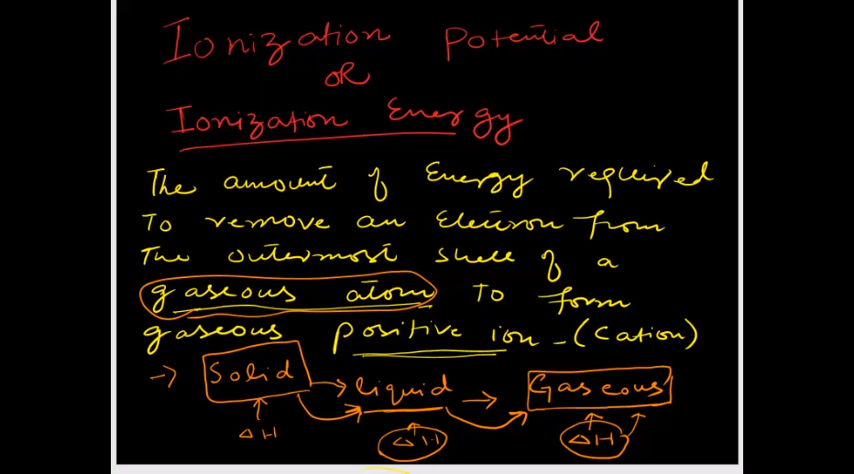 Ionization Potential
OR
Ionization Energy
The amount of Energy required
To remove an Electron from
The outermost shell of a
gaseous atom To form
gaseous positive ion - (Cation)
→ Solid → liquid → Gaseous
ΔH ΔH ΔH